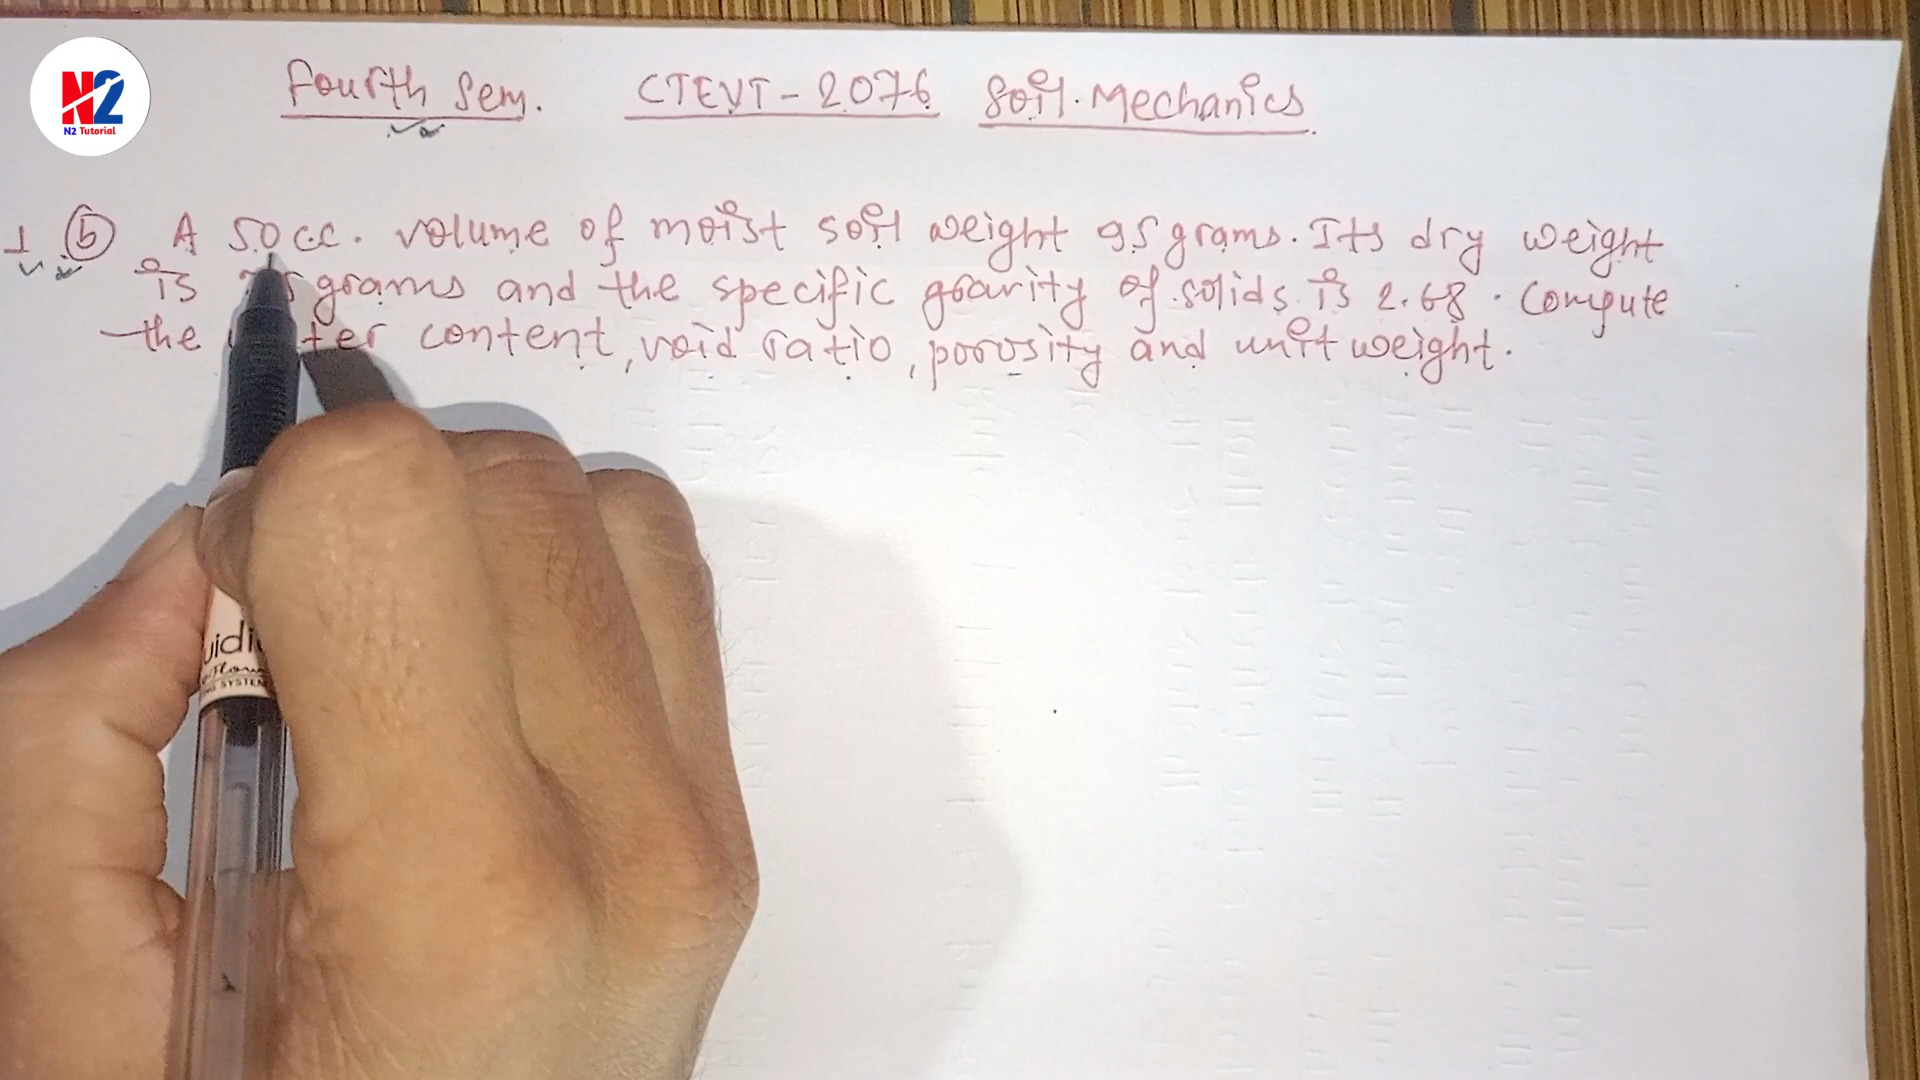 N2
N2 Tutorial
Fourth Sem. CTEVT - 2076 Soil Mechanics
1 (b) A 50 c.c. volume of moist soil weight 95 grams. Its dry weight
is grams and the specific gravity of solids is 2.68. Compute
the content, void ratio, porosity and unit weight.